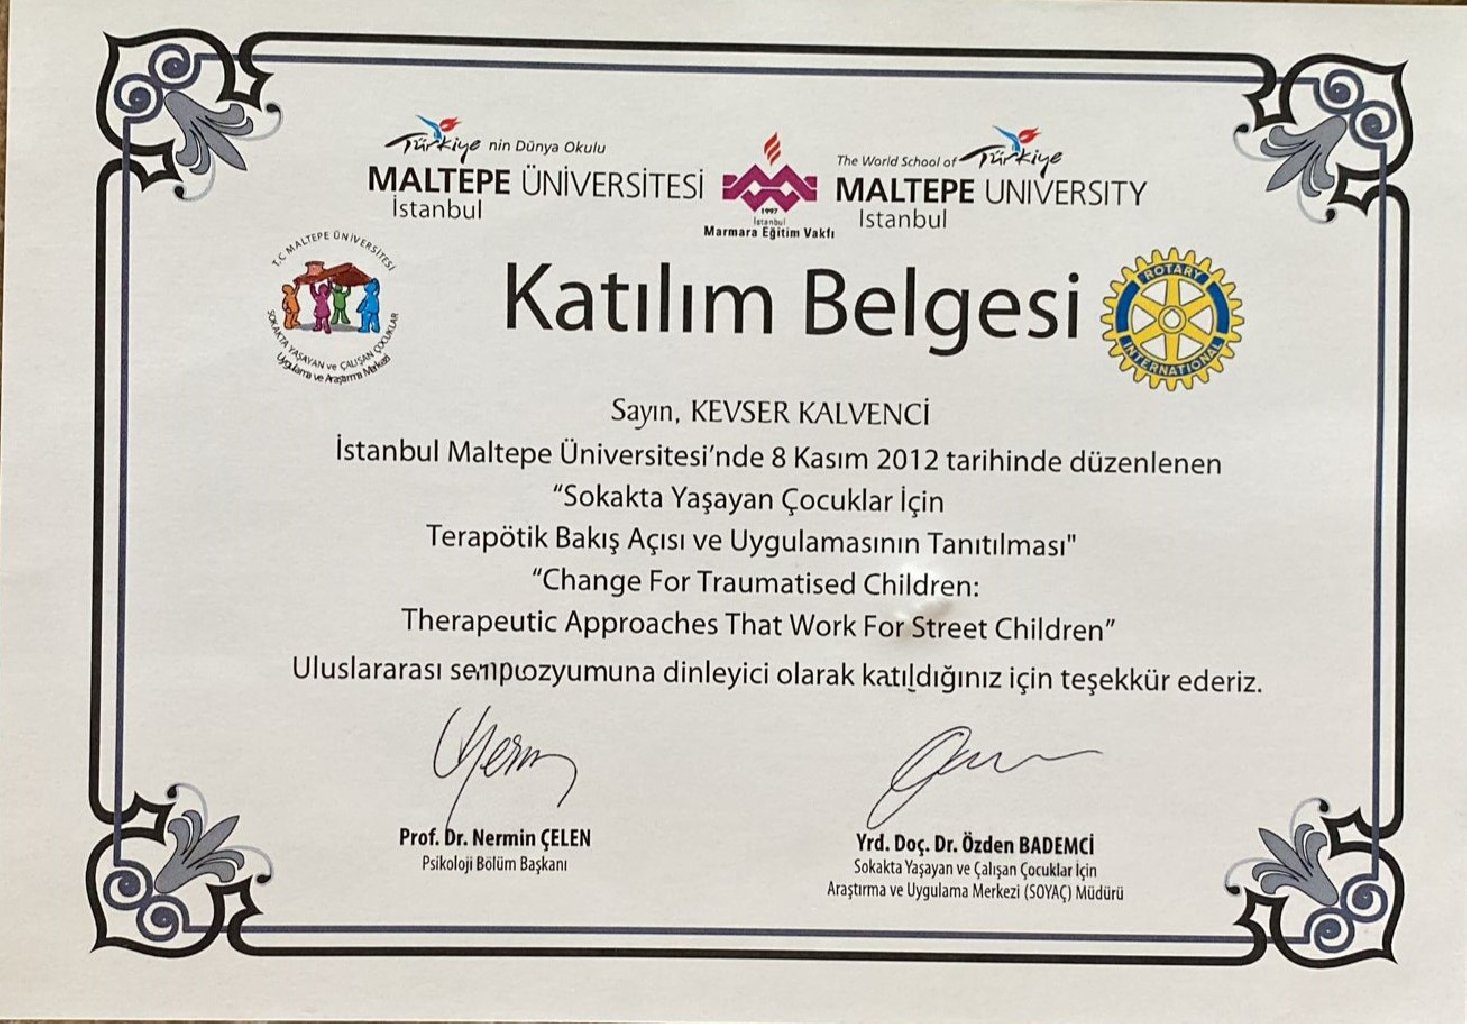 Türkiye nin Dünya Okulu
MALTEPE ÜNİVERSİTESİ
İstanbul
1997
İstanbul
Marmara Eğitim Vakfı
The World School of Türkiye
MALTEPE UNIVERSITY
İstanbul
T.C MALTEPE ÜNİVERSİTESİ
SOKAKTA YAŞAYAN ve ÇALIŞAN ÇOCUKLAR
Uygulama ve Araştırma Merkezi
Katılım Belgesi
ROTARY
INTERNATIONAL
Sayın, KEVSER KALVENCİ
İstanbul Maltepe Üniversitesi’nde 8 Kasım 2012 tarihinde düzenlenen
“Sokakta Yaşayan Çocuklar İçin
Terapötik Bakış Açısı ve Uygulamasının Tanıtılması"
“Change For Traumatised Children:
Therapeutic Approaches That Work For Street Children”
Uluslararası sempozyumuna dinleyici olarak katıldığınız için teşekkür ederiz.
Prof. Dr. Nermin ÇELEN
Psikoloji Bölüm Başkanı
Yrd. Doç. Dr. Özden BADEMCİ
Sokakta Yaşayan ve Çalışan Çocuklar İçin
Araştırma ve Uygulama Merkezi (SOYAÇ) Müdürü